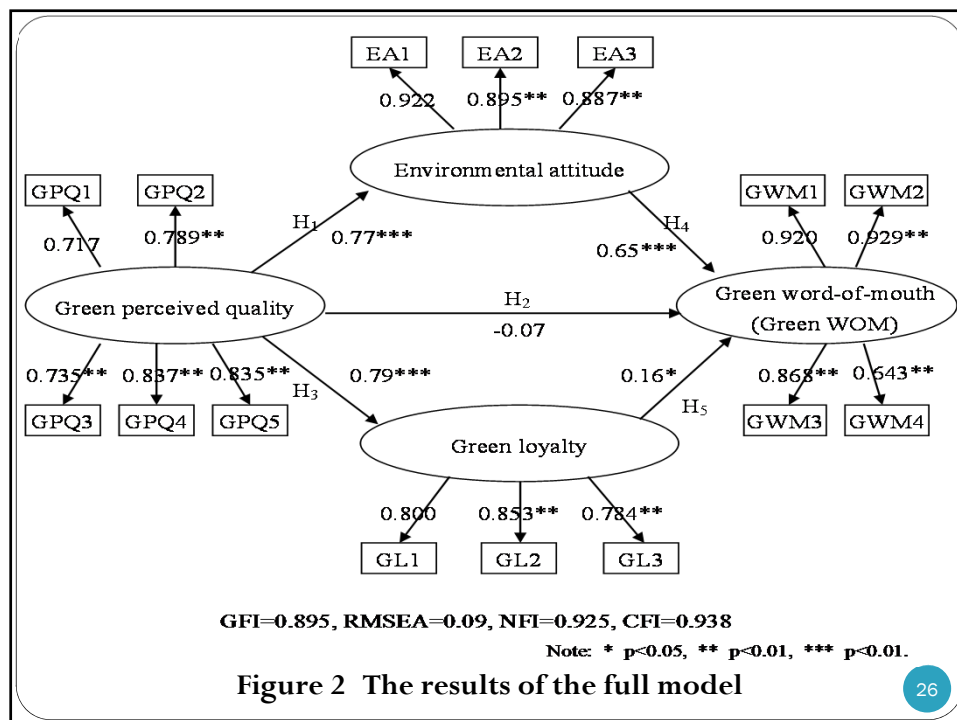 EA1 EA2 EA3
0.922 0.895** 0.887**
Environmental attitude
GPQ1 GPQ2 GWM1 GWM2
0.717 0.789** H₁ 0.77*** H₄ 0.65*** 0.920 0.929**
Green perceived quality H₂ -0.07 Green word-of-mouth
(Green WOM)
0.735** 0.837** 0.835** H₃ 0.79*** 0.16* H₅ 0.868** 0.643**
GPQ3 GPQ4 GPQ5 GWM3 GWM4
Green loyalty
0.800 0.853** 0.784**
GL1 GL2 GL3
GFI=0.895, RMSEA=0.09, NFI=0.925, CFI=0.938
Note: * p<0.05, ** p<0.01, *** p<0.01.
Figure 2 The results of the full model
26